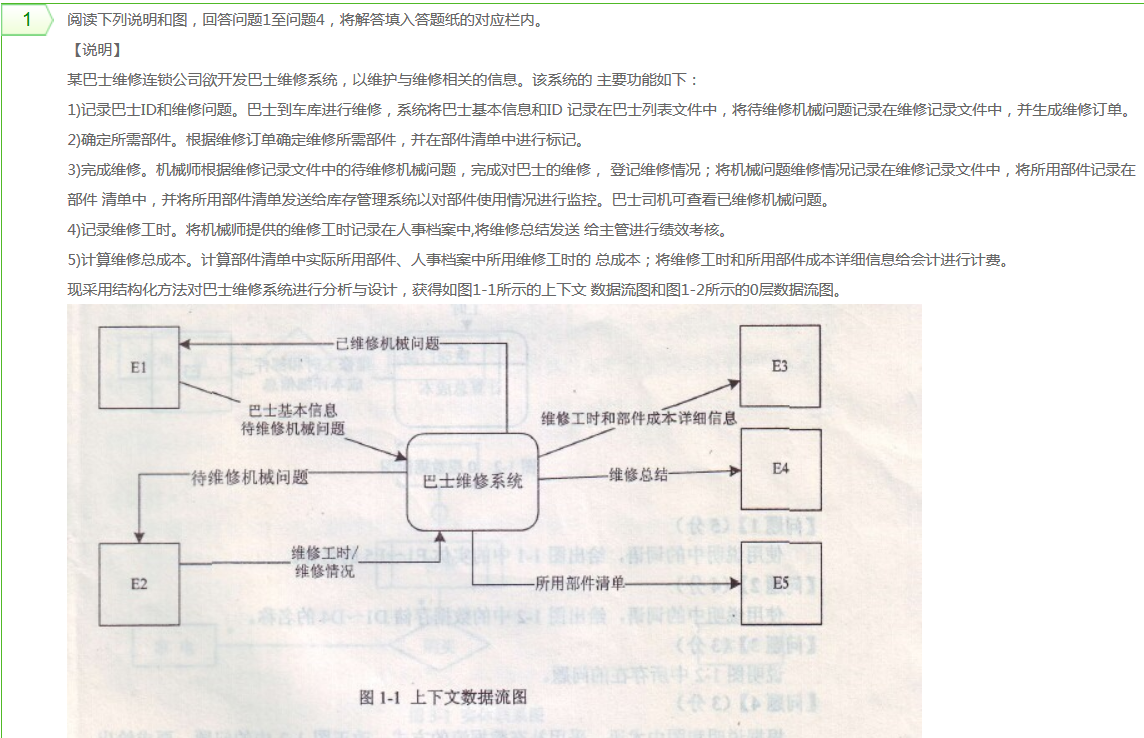 1
阅读下列说明和图，回答问题1至问题4，将解答填入答题纸的对应栏内。
【说明】
某巴士维修连锁公司欲开发巴士维修系统，以维护与维修相关的信息。该系统的 主要功能如下：
1)记录巴士ID和维修问题。巴士到车库进行维修，系统将巴士基本信息和ID 记录在巴士列表文件中，将待维修机械问题记录在维修记录文件中，并生成维修订单。
2)确定所需部件。根据维修订单确定维修所需部件，并在部件清单中进行标记。
3)完成维修。机械师根据维修记录文件中的待维修机械问题，完成对巴士的维修， 登记维修情况；将机械问题维修情况记录在维修记录文件中，将所用部件记录在
部件 清单中，并将所用部件清单发送给库存管理系统以对部件使用情况进行监控。巴士司机可查看已维修机械问题。
4)记录维修工时。将机械师提供的维修工时记录在人事档案中,将维修总结发送 给主管进行绩效考核。
5)计算维修总成本。计算部件清单中实际所用部件、人事档案中所用维修工时的 总成本；将维修工时和所用部件成本详细信息给会计进行计费。
现采用结构化方法对巴士维修系统进行分析与设计，获得如图1-1所示的上下文 数据流图和图1-2所示的0层数据流图。
E1
已维修机械问题
E3
巴士基本信息
待维修机械问题
维修工时和部件成本详细信息
待维修机械问题
巴士维修系统
维修总结
E4
E2
维修工时/
维修情况
所用部件清单
E5
图 1-1 上下文数据流图